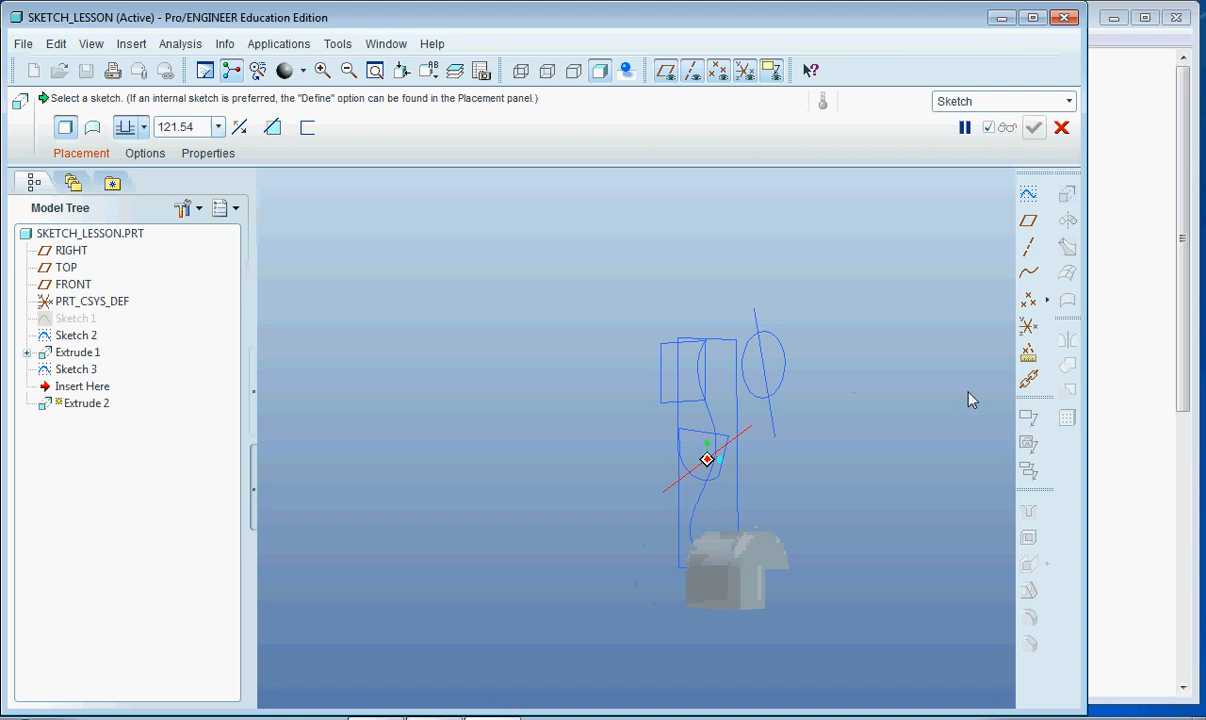 SKETCH_LESSON (Active) - Pro/ENGINEER Education Edition
File Edit View Insert Analysis Info Applications Tools Window Help
Select a sketch. (If an internal sketch is preferred, the "Define" option can be found in the Placement panel.)
Sketch
121.54
Placement Options Properties
Model Tree
SKETCH_LESSON.PRT
RIGHT
TOP
FRONT
PRT_CSYS_DEF
Sketch 1
Sketch 2
Extrude 1
Sketch 3
Insert Here
Extrude 2